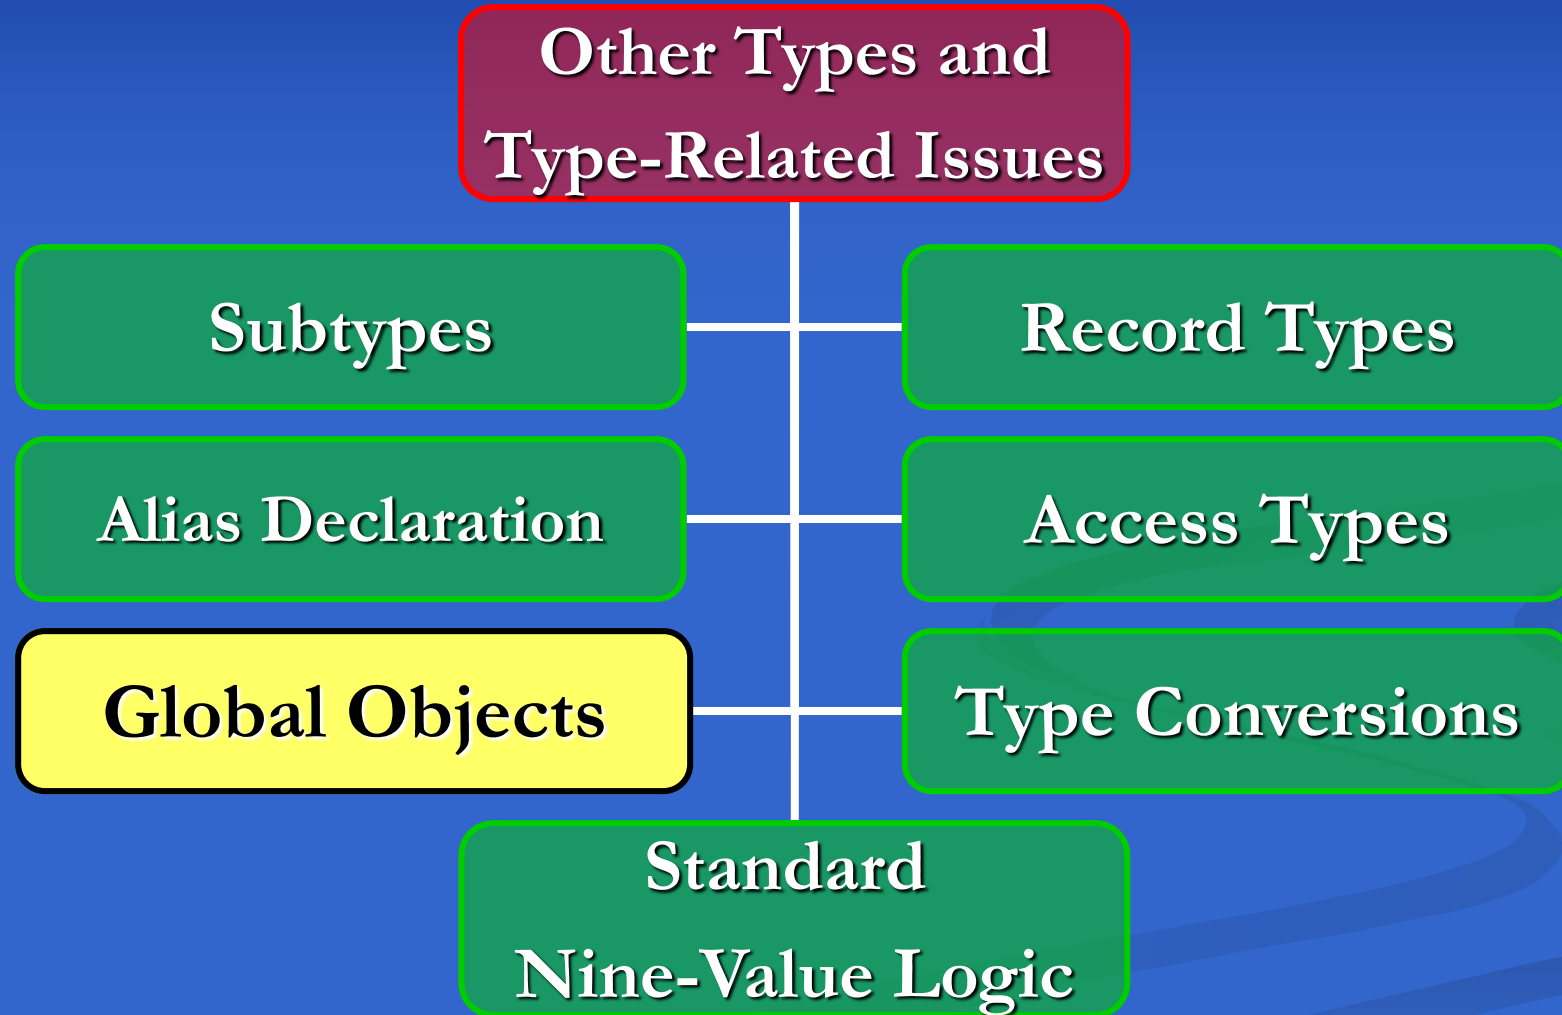 Other Types and
Type-Related Issues
Subtypes
Record Types
Alias Declaration
Access Types
Global Objects
Type Conversions
Standard
Nine-Value Logic